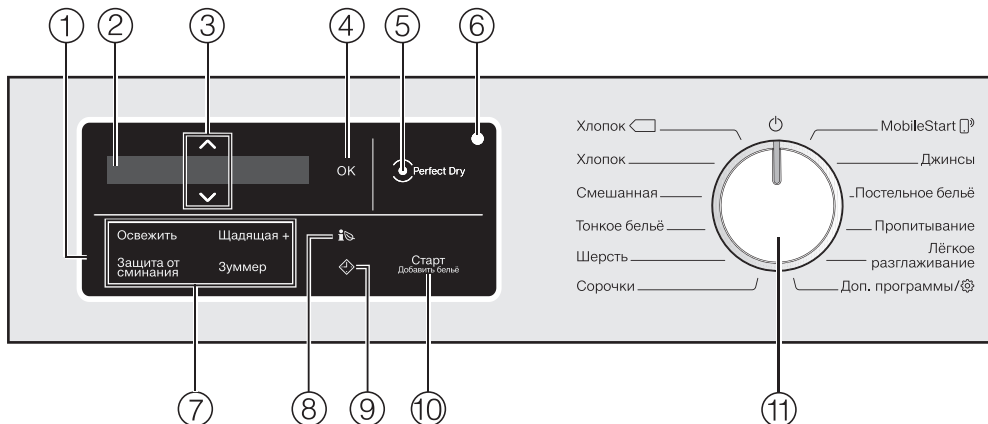 ① ② ③ ④ ⑤ ⑥
OK
Perfect Dry
Освежить
Щадящая +
Защита от
сминания
Зуммер
Старт
Добавить бельё
Хлопок
Хлопок
Смешанная
Тонкое бельё
Шерсть
Сорочки
MobileStart
Джинсы
Постельное бельё
Пропитывание
Лёгкое
разглаживание
Доп. программы/
⑦ ⑧ ⑨ ⑩ ⑪